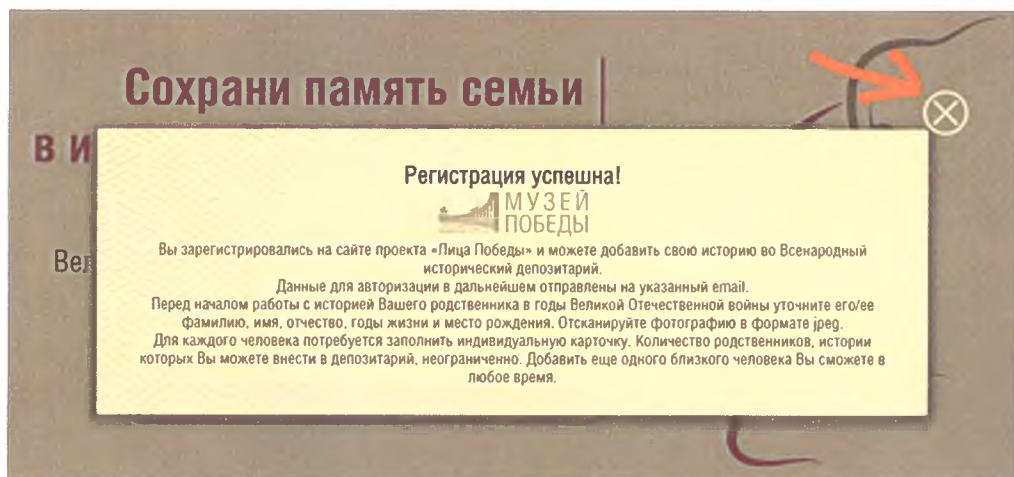 Сохрани память семьи
в и
Регистрация успешна!
МУЗЕЙ
ПОБЕДЫ
Вы зарегистрировались на сайте проекта «Лица Победы» и можете добавить свою историю во Всенародный
исторический депозитарий.
Вел
Данные для авторизации в дальнейшем отправлены на указанный email.
Перед началом работы с историей Вашего родственника в годы Великой Отечественной войны уточните его/ее
фамилию, имя, отчество, годы жизни и место рождения. Отсканируйте фотографию в формате jpeg.
Для каждого человека потребуется заполнить индивидуальную карточку. Количество родственников, истории
которых Вы можете внести в депозитарий, неограниченно. Добавить еще одного близкого человека Вы сможете в
любое время.